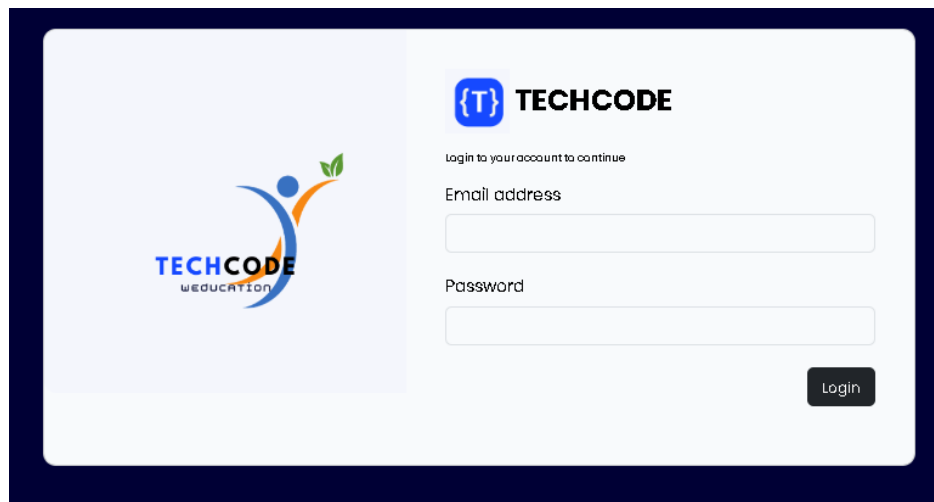 TECHCODE
WEDUCATION
{T} TECHCODE
Login to your account to continue
Email address
Password
Login